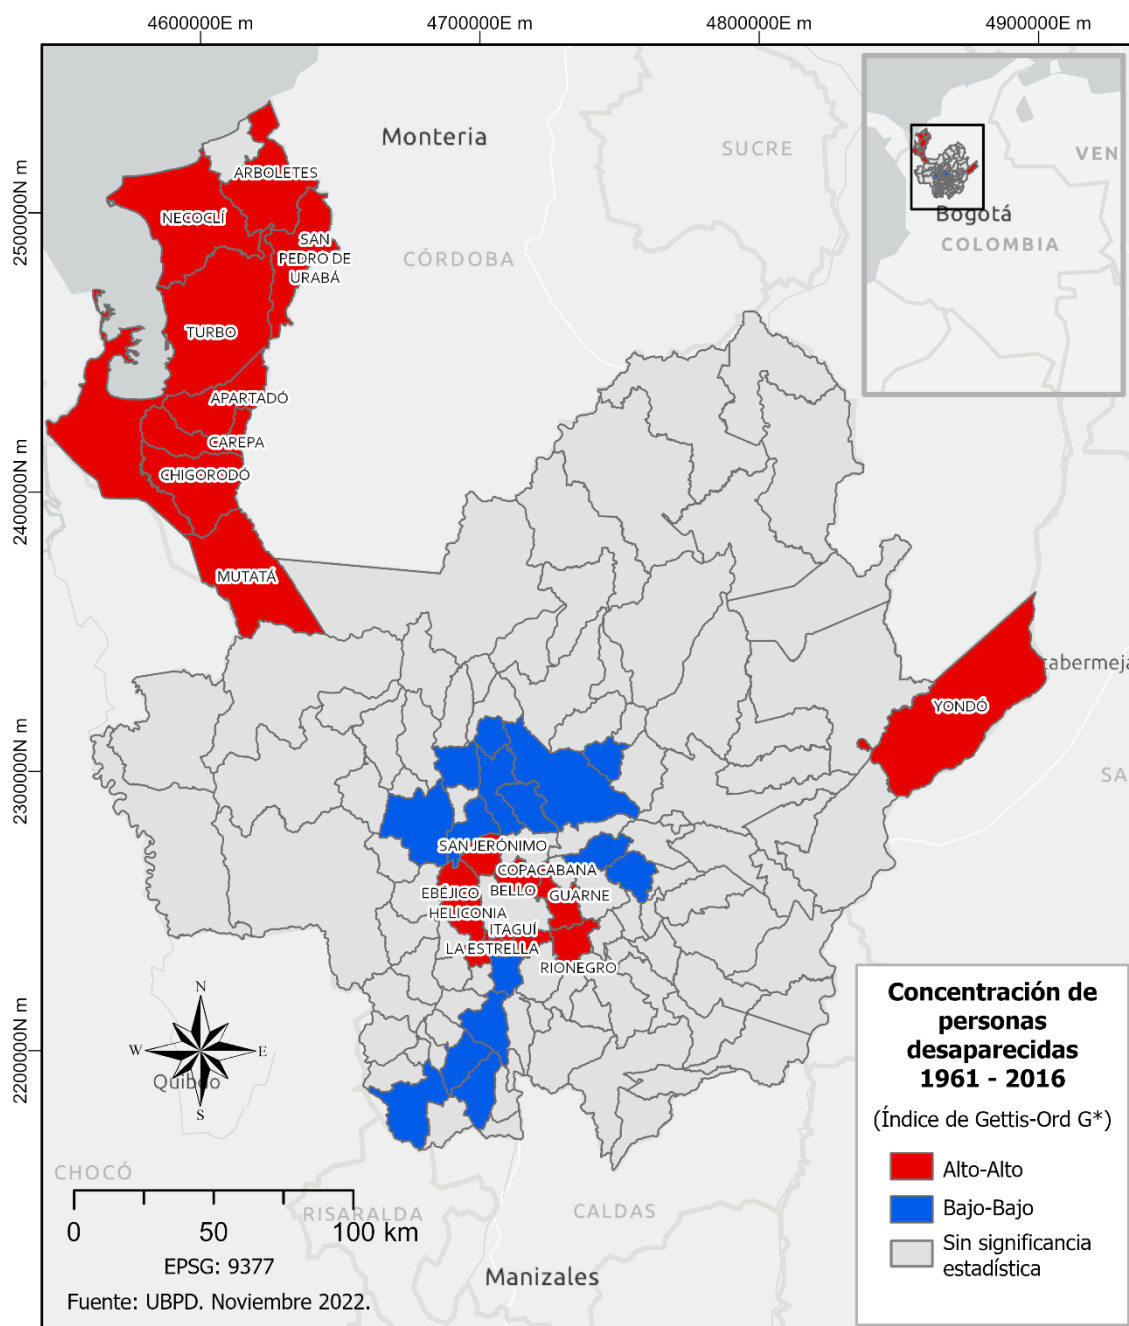 4600000E m
4700000E m
4800000E m
4900000E m
2500000N m
2400000N m
2300000N m
2200000N m
Monteria
SUCRE
CÓRDOBA
VEN
Bogotá
COLOMBIA
ARBOLETES
NECOCLÍ
SAN
PEDRO DE
URABÁ
TURBO
APARTADÓ
CAREPA
CHIGORODÓ
MUTATÁ
tabermeja
YONDÓ
SA
SAN JERÓNIMO
COPACABANA
EBÉJICO
BELLO
GUARNE
HELICONIA
ITAGUÍ
LA ESTRELLA
RIONEGRO
N
W
E
S
Quibdo
CHOCÓ
RISARALDA
CALDAS
Manizales
0
50
100 km
EPSG: 9377
Fuente: UBPD. Noviembre 2022.
Concentración de
personas
desaparecidas
1961 - 2016
(Índice de Gettis-Ord G*)
Alto-Alto
Bajo-Bajo
Sin significancia
estadística